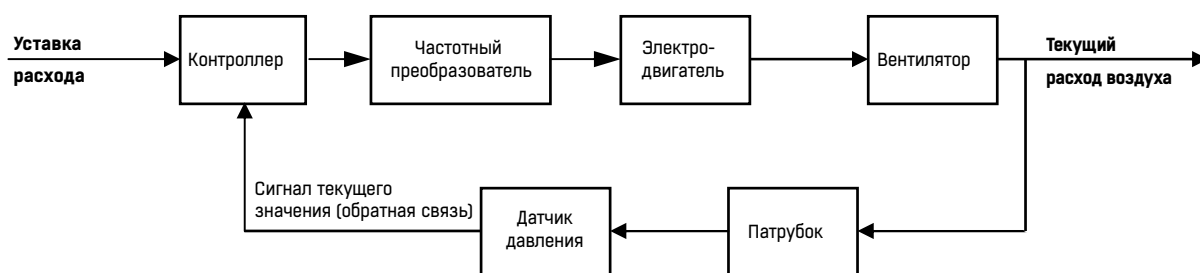 Уставка
расхода
Контроллер
Частотный
преобразователь
Электро-
двигатель
Вентилятор
Текущий
расход воздуха
Сигнал текущего
значения (обратная связь)
Датчик
давления
Патрубок